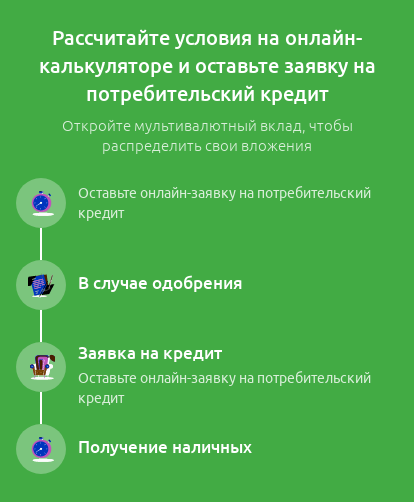 Рассчитайте условия на онлайн-
калькуляторе и оставьте заявку на
потребительский кредит
Откройте мультивалютный вклад, чтобы
распределить свои вложения
Оставьте онлайн-заявку на потребительский
кредит
В случае одобрения
Заявка на кредит
Оставьте онлайн-заявку на потребительский
кредит
Получение наличных